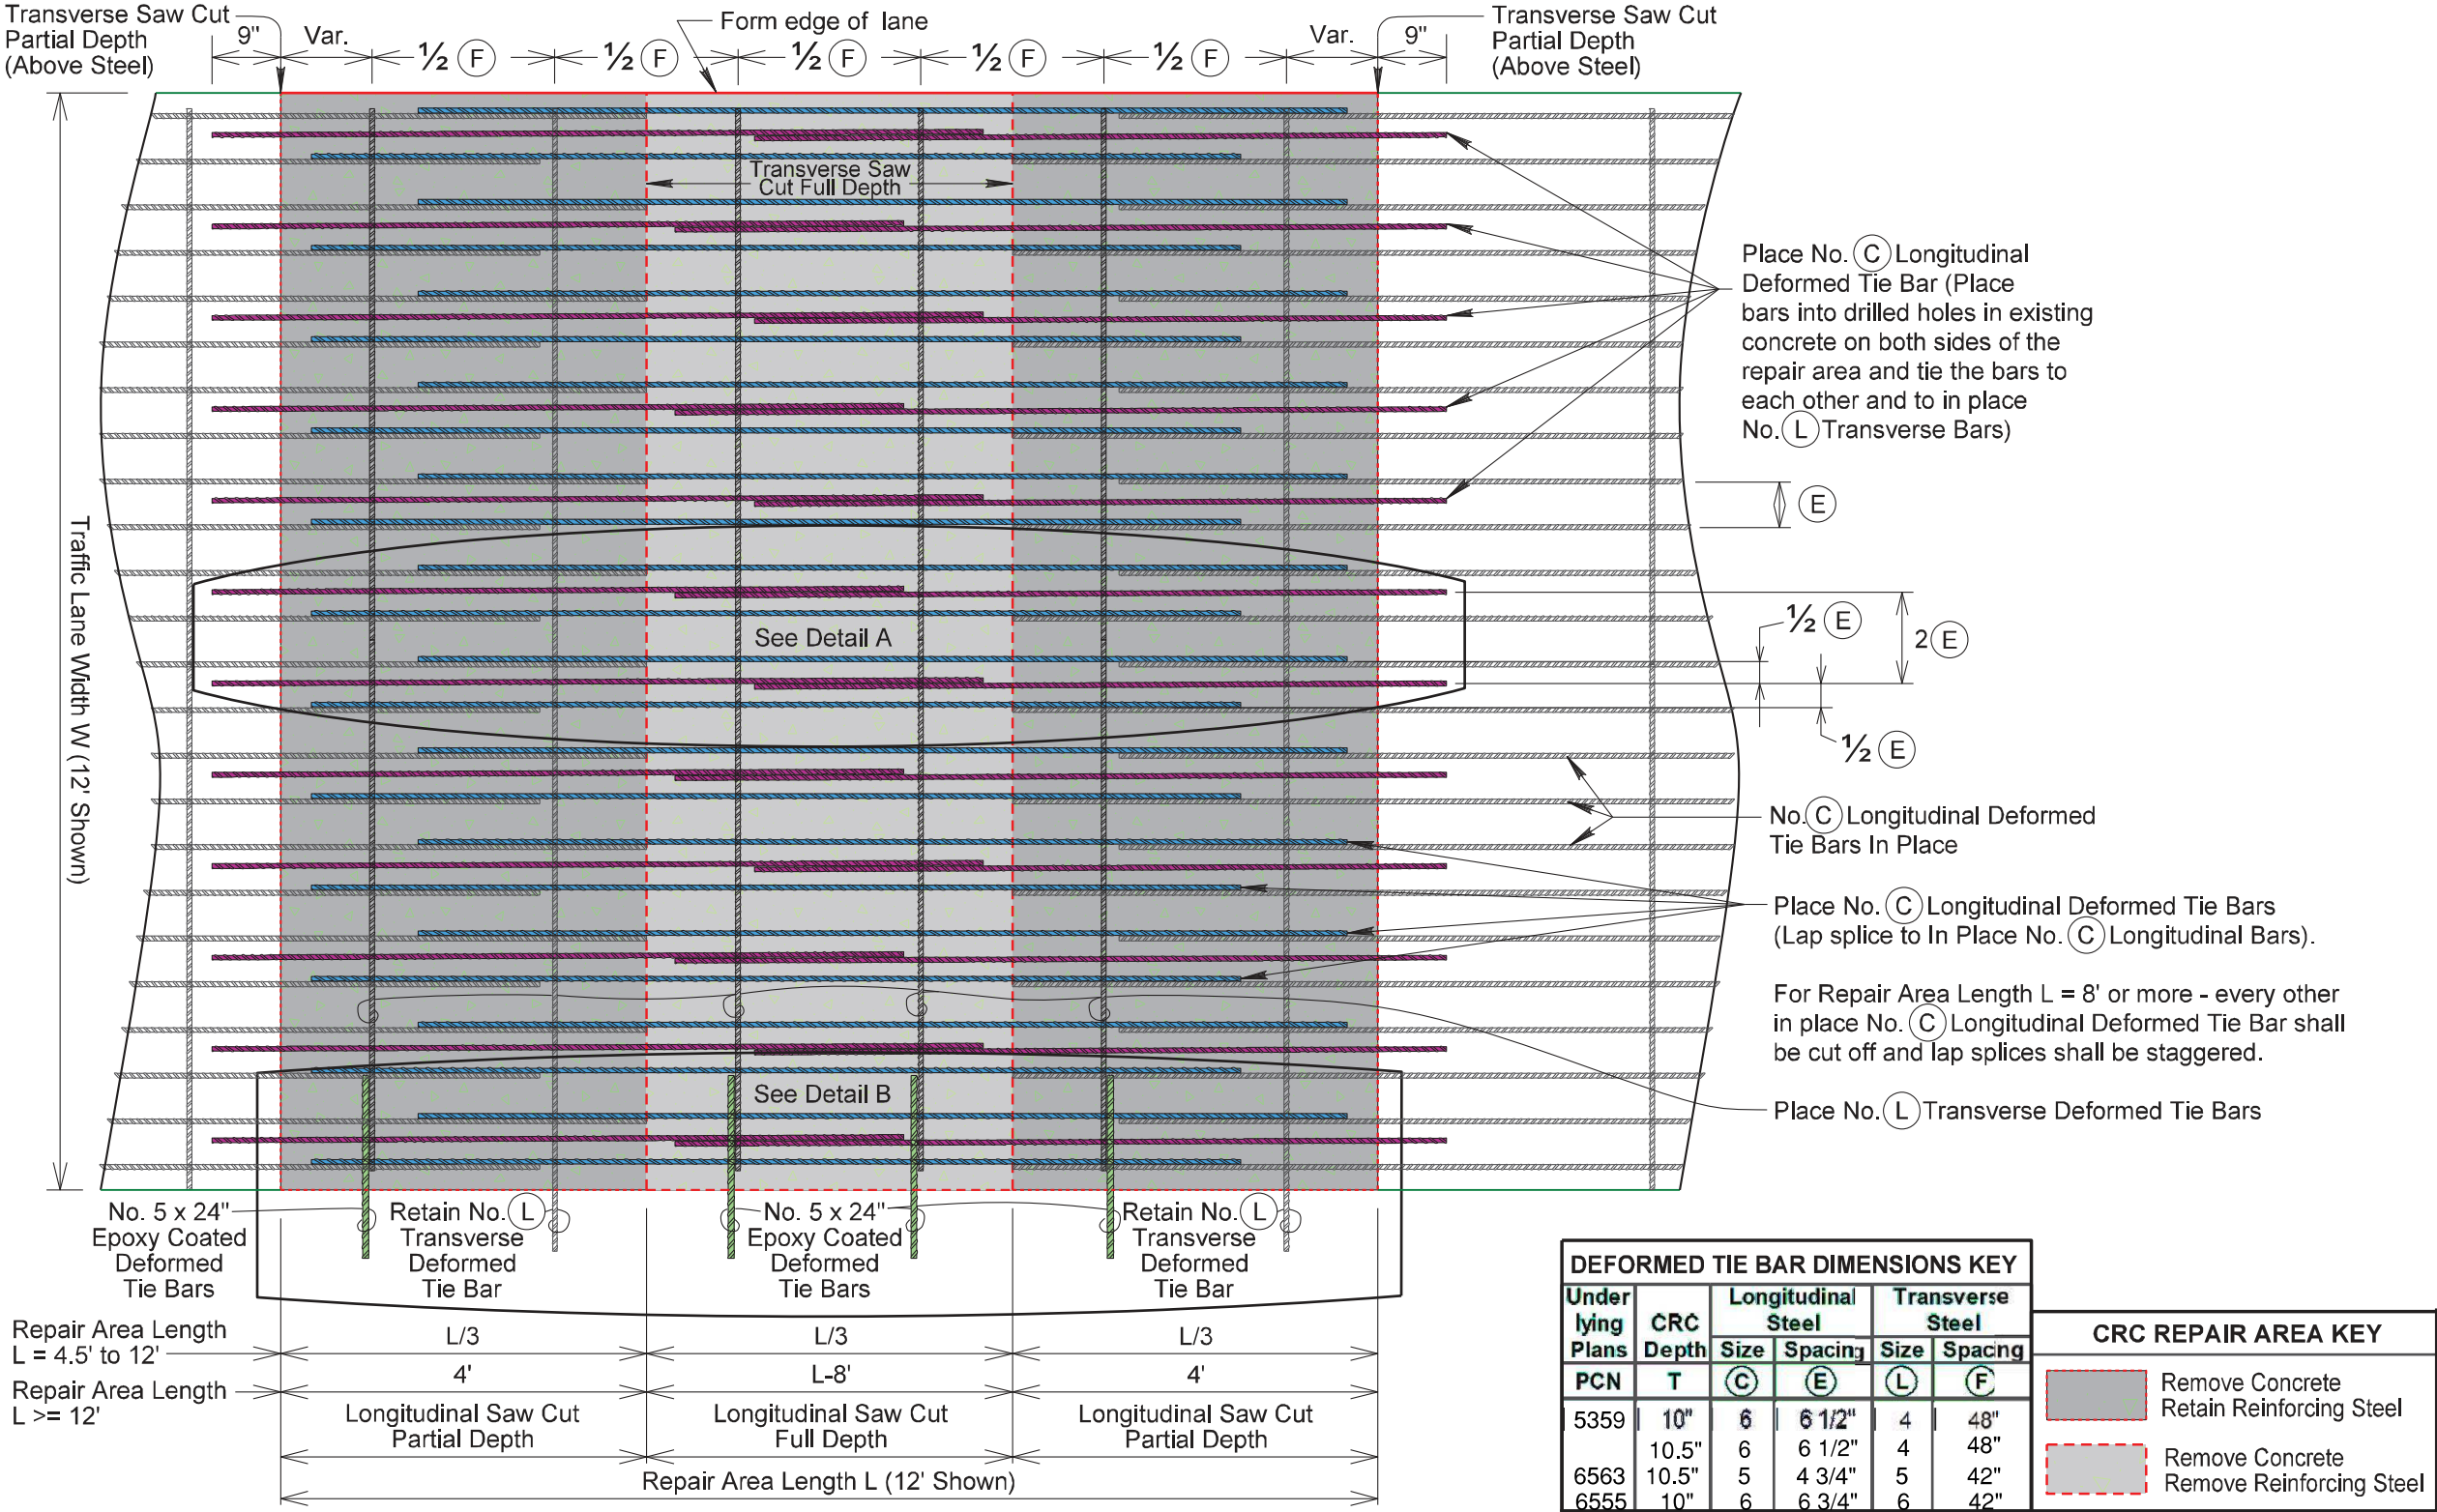 Transverse Saw Cut
Partial Depth
(Above Steel)
9"
Var.
½ F
½ F
Form edge of lane
½ F
½ F
½ F
Var.
9"
Transverse Saw Cut
Partial Depth
(Above Steel)
Transverse Saw
Cut Full Depth
Place No. C Longitudinal
Deformed Tie Bar (Place
bars into drilled holes in existing
concrete on both sides of the
repair area and tie the bars to
each other and to in place
No. L Transverse Bars)
E
Traffic Lane Width W (12' Shown)
See Detail A
½ E
2 E
½ E
No. C Longitudinal Deformed
Tie Bars In Place
Place No. C Longitudinal Deformed Tie Bars
(Lap splice to In Place No. C Longitudinal Bars).
For Repair Area Length L = 8' or more - every other
in place No. C Longitudinal Deformed Tie Bar shall
be cut off and lap splices shall be staggered.
See Detail B
Place No. L Transverse Deformed Tie Bars
No. 5 x 24"
Epoxy Coated
Deformed
Tie Bars
Retain No. L
Transverse
Deformed
Tie Bar
No. 5 x 24"
Epoxy Coated
Deformed
Tie Bars
Retain No. L
Transverse
Deformed
Tie Bar
Repair Area Length
L = 4.5' to 12'
L/3
L/3
L/3
Repair Area Length
L >= 12'
4'
L-8'
4'
Longitudinal Saw Cut
Partial Depth
Longitudinal Saw Cut
Full Depth
Longitudinal Saw Cut
Partial Depth
Repair Area Length L (12' Shown)
DEFORMED TIE BAR DIMENSIONS KEY
Under
lying
Plans
CRC
Depth
Longitudinal
Steel
Transverse
Steel
Size Spacing Size Spacing
PCN T C E L F
5359 10" 6 6 1/2" 4 48"
10.5" 6 6 1/2" 4 48"
6563 10.5" 5 4 3/4" 5 42"
6555 10" 6 6 3/4" 6 42"
CRC REPAIR AREA KEY
Remove Concrete
Retain Reinforcing Steel
Remove Concrete
Remove Reinforcing Steel